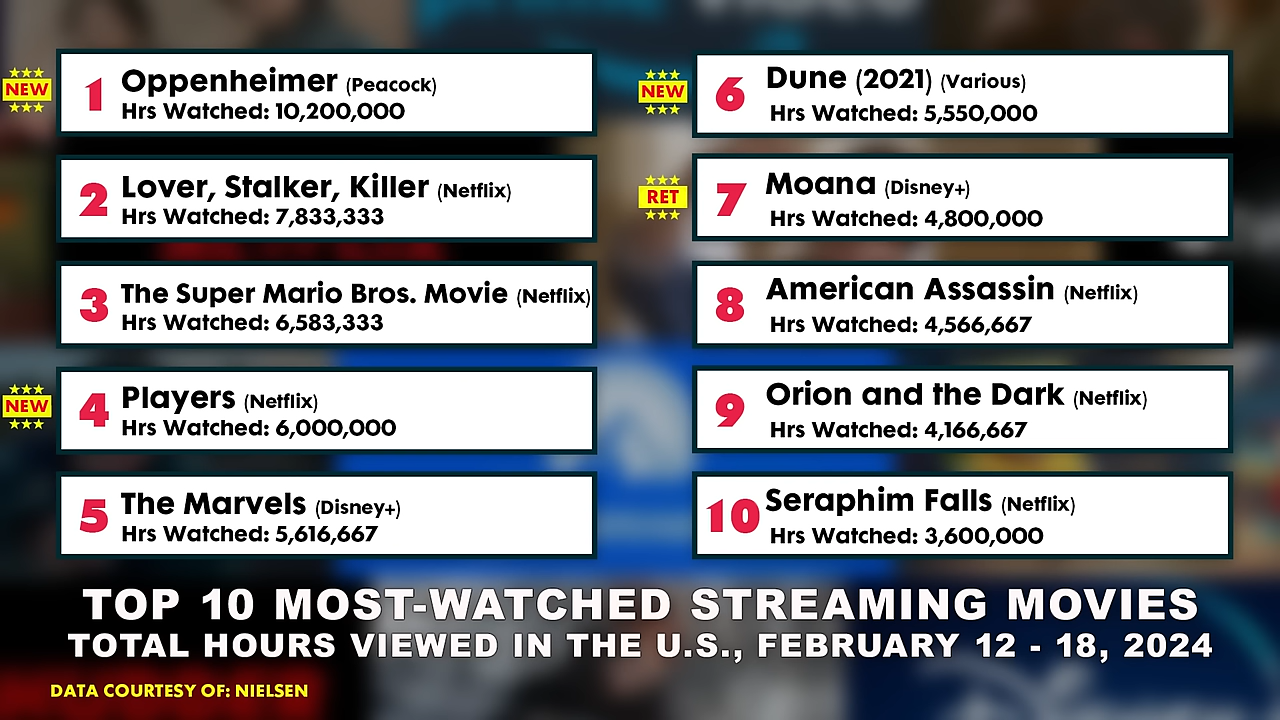 NEW
1
Oppenheimer (Peacock)
Hrs Watched: 10,200,000
2
Lover, Stalker, Killer (Netflix)
Hrs Watched: 7,833,333
3
The Super Mario Bros. Movie (Netflix)
Hrs Watched: 6,583,333
NEW
4
Players (Netflix)
Hrs Watched: 6,000,000
5
The Marvels (Disney+)
Hrs Watched: 5,616,667
NEW
6
Dune (2021) (Various)
Hrs Watched: 5,550,000
RET
7
Moana (Disney+)
Hrs Watched: 4,800,000
8
American Assassin (Netflix)
Hrs Watched: 4,566,667
9
Orion and the Dark (Netflix)
Hrs Watched: 4,166,667
10
Seraphim Falls (Netflix)
Hrs Watched: 3,600,000
TOP 10 MOST-WATCHED STREAMING MOVIES
TOTAL HOURS VIEWED IN THE U.S., FEBRUARY 12 - 18, 2024
DATA COURTESY OF: NIELSEN